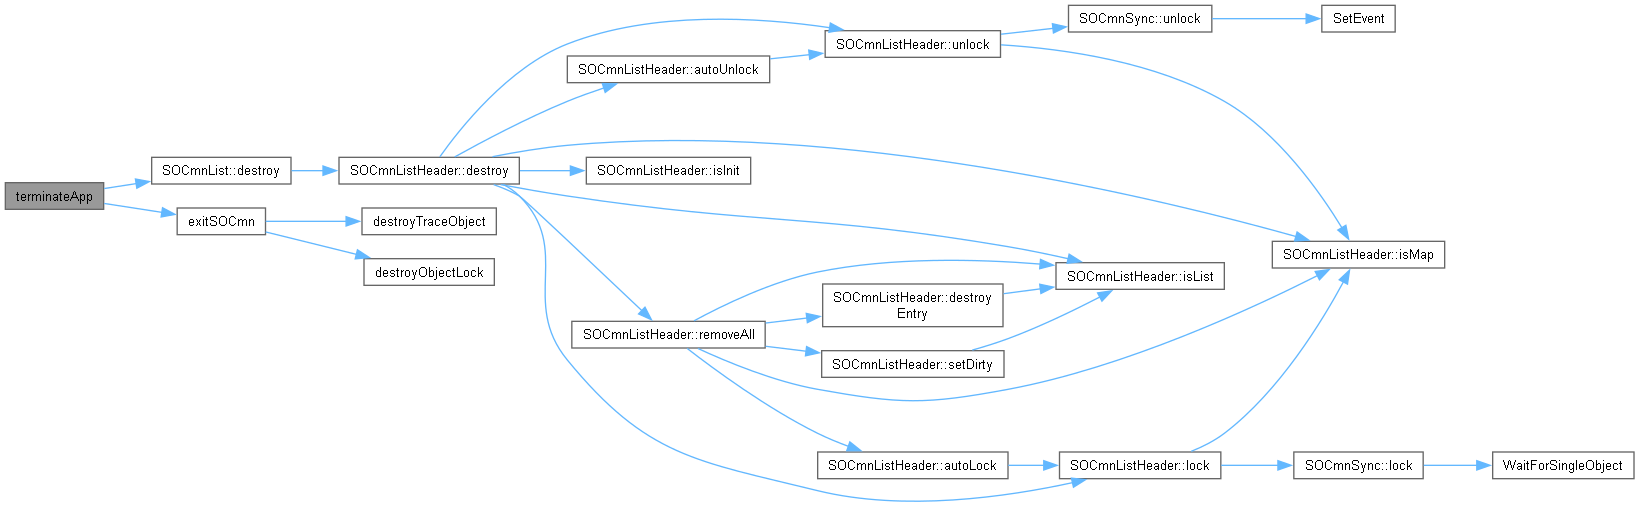 SOCmnSync::unlock
SetEvent
SOCmnListHeader::unlock
SOCmnListHeader::autoUnlock
SOCmnList::destroy
SOCmnListHeader::destroy
SOCmnListHeader::isInit
terminateApp
exitSOCmn
destroyTraceObject
destroyObjectLock
SOCmnListHeader::isMap
SOCmnListHeader::isList
SOCmnListHeader::destroy
Entry
SOCmnListHeader::removeAll
SOCmnListHeader::setDirty
SOCmnListHeader::autoLock
SOCmnListHeader::lock
SOCmnSync::lock
WaitForSingleObject